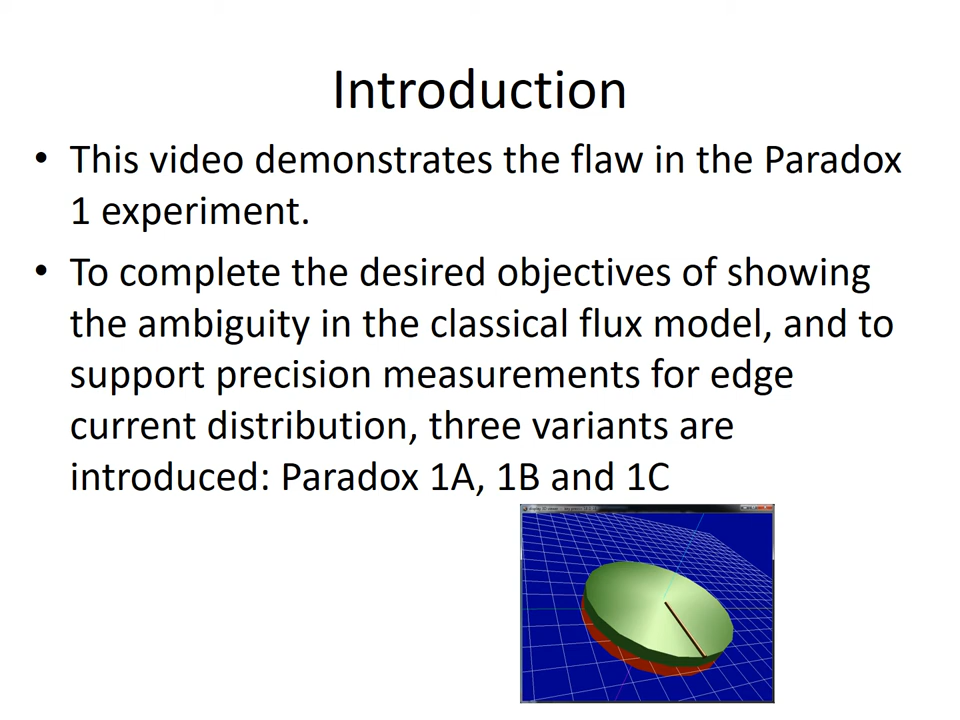 Introduction
• This video demonstrates the flaw in the Paradox
1 experiment.
• To complete the desired objectives of showing
the ambiguity in the classical flux model, and to
support precision measurements for edge
current distribution, three variants are
introduced: Paradox 1A, 1B and 1C